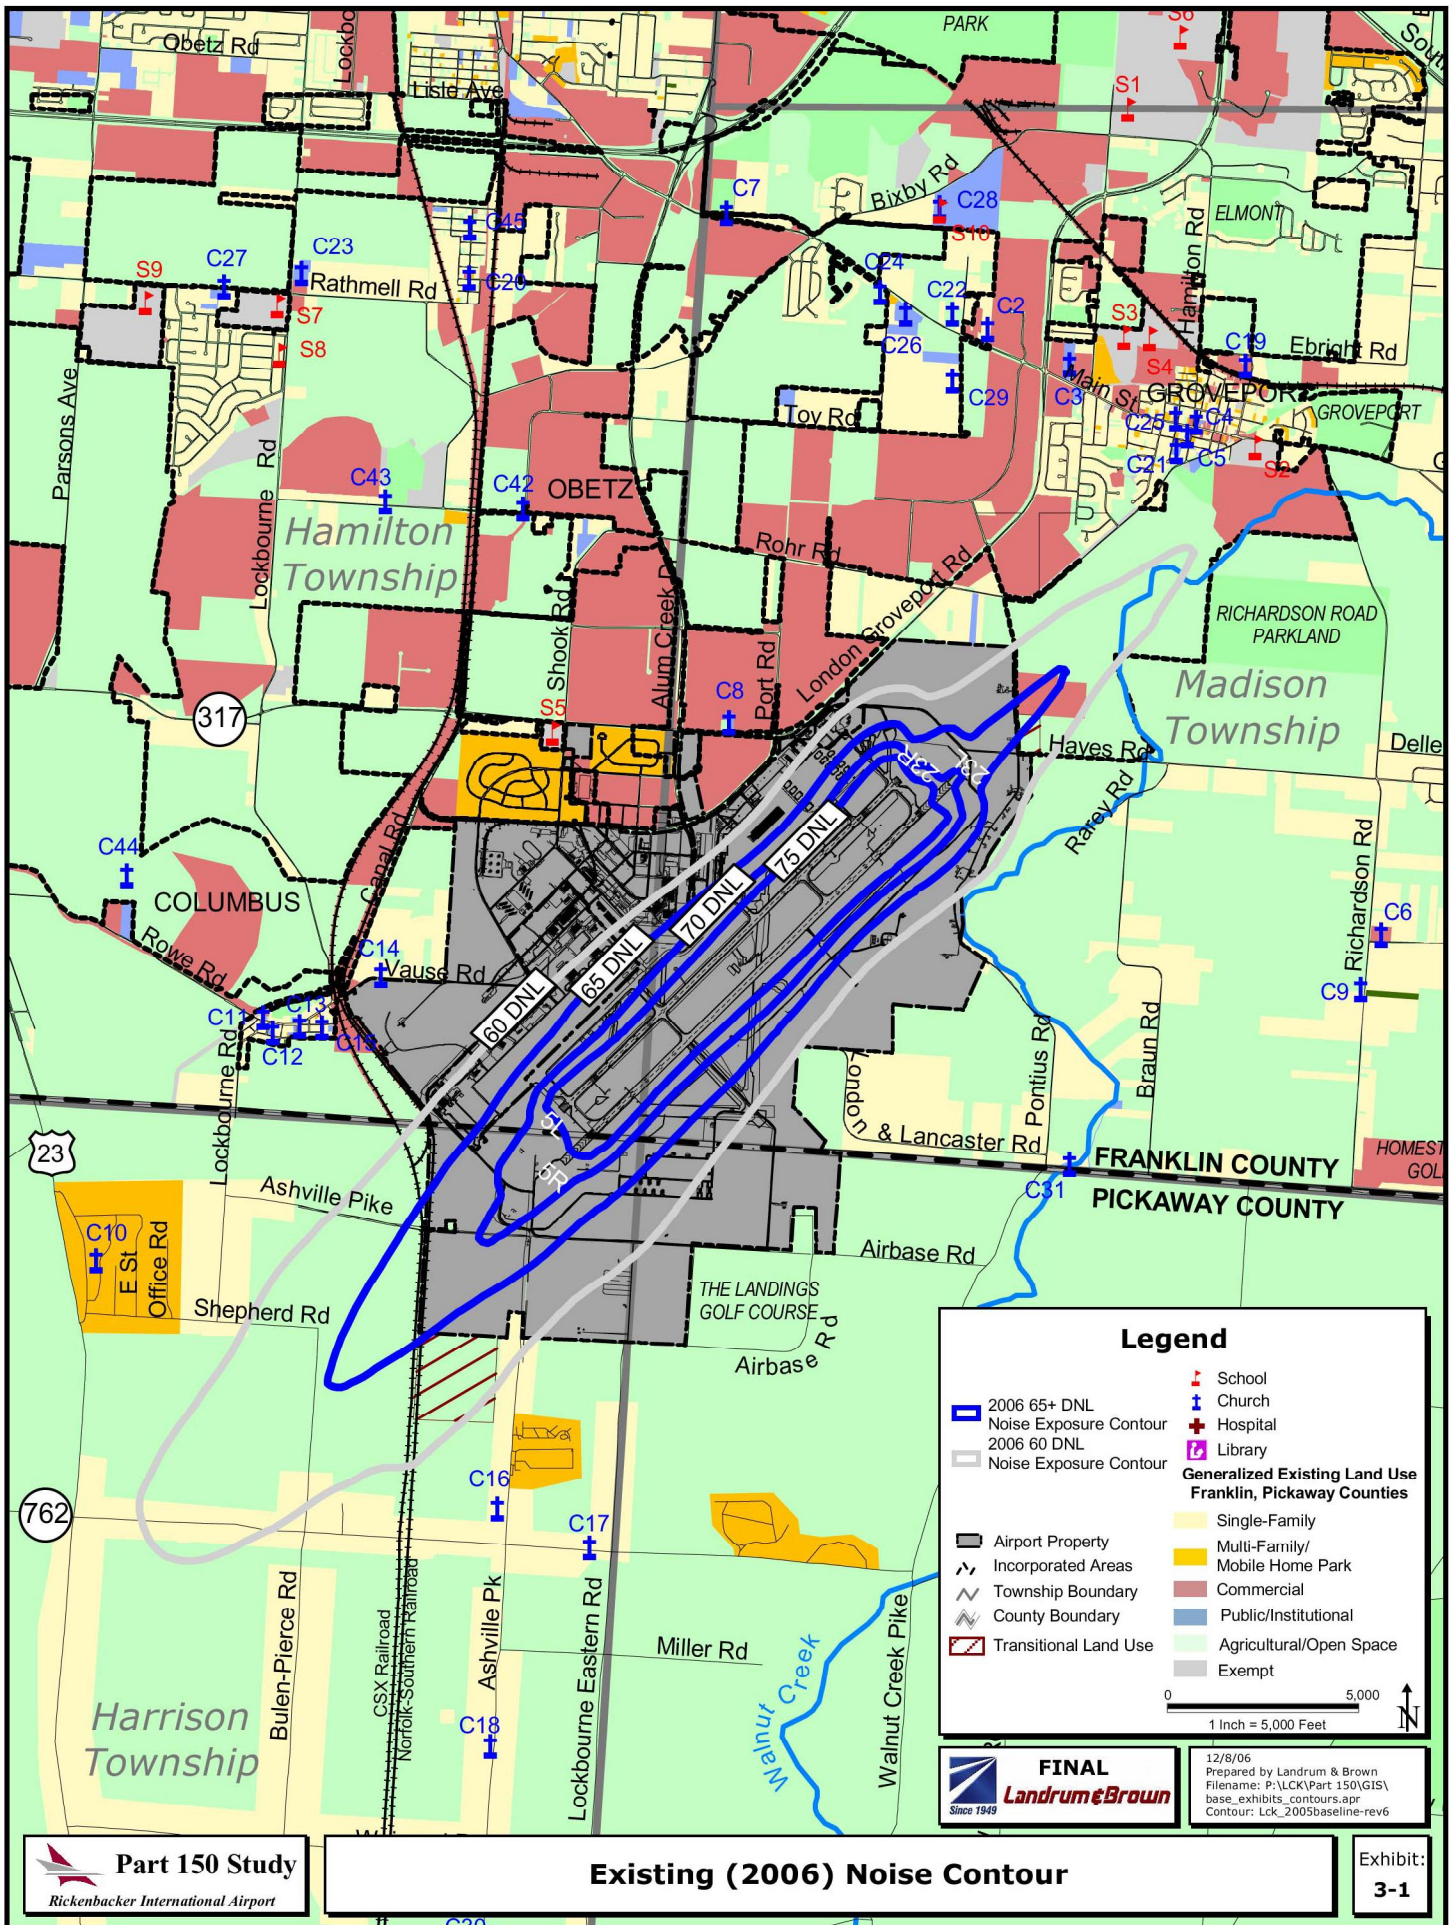 PARK
S6
Obetz Rd
Lockbo
Lisle Ave
S1
C7
Bixby Rd
C28
S10
ELMONT
C45
C23
C27
S9
Rathmell Rd
C20
C24
C22
C2
S3
Hamilton Rd
S7
C26
S4
C19
Ebright Rd
S8
Main St
C3
C29
GROVEPORT
GROVEPORT
Toy Rd
C25
C4
C5
C21
S2
Parsons Ave
Lockbourne Rd
C43
C42
OBETZ
Hamilton
Township
Rohr Rd
London Groveport Rd
Shook Rd
Alum Creek D
Port Rd
RICHARDSON ROAD
PARKLAND
Madison
Township
317
S5
C8
Hayes Rd
Delle
23R
23L
Rarey Rd
75 DNL
70 DNL
65 DNL
60 DNL
C44
COLUMBUS
Canal Rd
Rowe Rd
C14
Vause Rd
Richardson Rd
C6
C9
C11
C13
C12
C15
Lockbourne Rd
Pontius Rd
Braun Rd
London
& Lancaster Rd
5L
5R
23
FRANKLIN COUNTY
PICKAWAY COUNTY
C31
HOMEST
GOL
Ashville Pike
C10
E St
Office Rd
Shepherd Rd
Airbase Rd
THE LANDINGS
GOLF COURSE
Airbase Rd
762
C16
C17
Bulen-Pierce Rd
CSX Railroad
Norfolk-Southern Railroad
Ashville Pk
Lockbourne Eastern Rd
Miller Rd
Walnut Creek
Walnut Creek Pike
C18
Harrison
Township
Legend
2006 65+ DNL
Noise Exposure Contour
2006 60 DNL
Noise Exposure Contour
School
Church
Hospital
Library
Generalized Existing Land Use
Franklin, Pickaway Counties
Airport Property
Incorporated Areas
Township Boundary
County Boundary
Transitional Land Use
Single-Family
Multi-Family/
Mobile Home Park
Commercial
Public/Institutional
Agricultural/Open Space
Exempt
0 5,000
1 Inch = 5,000 Feet
N
Since 1949
FINAL
Landrum & Brown
12/8/06
Prepared by Landrum & Brown
Filename: P:\LCK\Part 150\GIS\
base_exhibits_contours.apr
Contour: Lck_2005baseline-rev6
Part 150 Study
Rickenbacker International Airport
Existing (2006) Noise Contour
Exhibit:
3-1